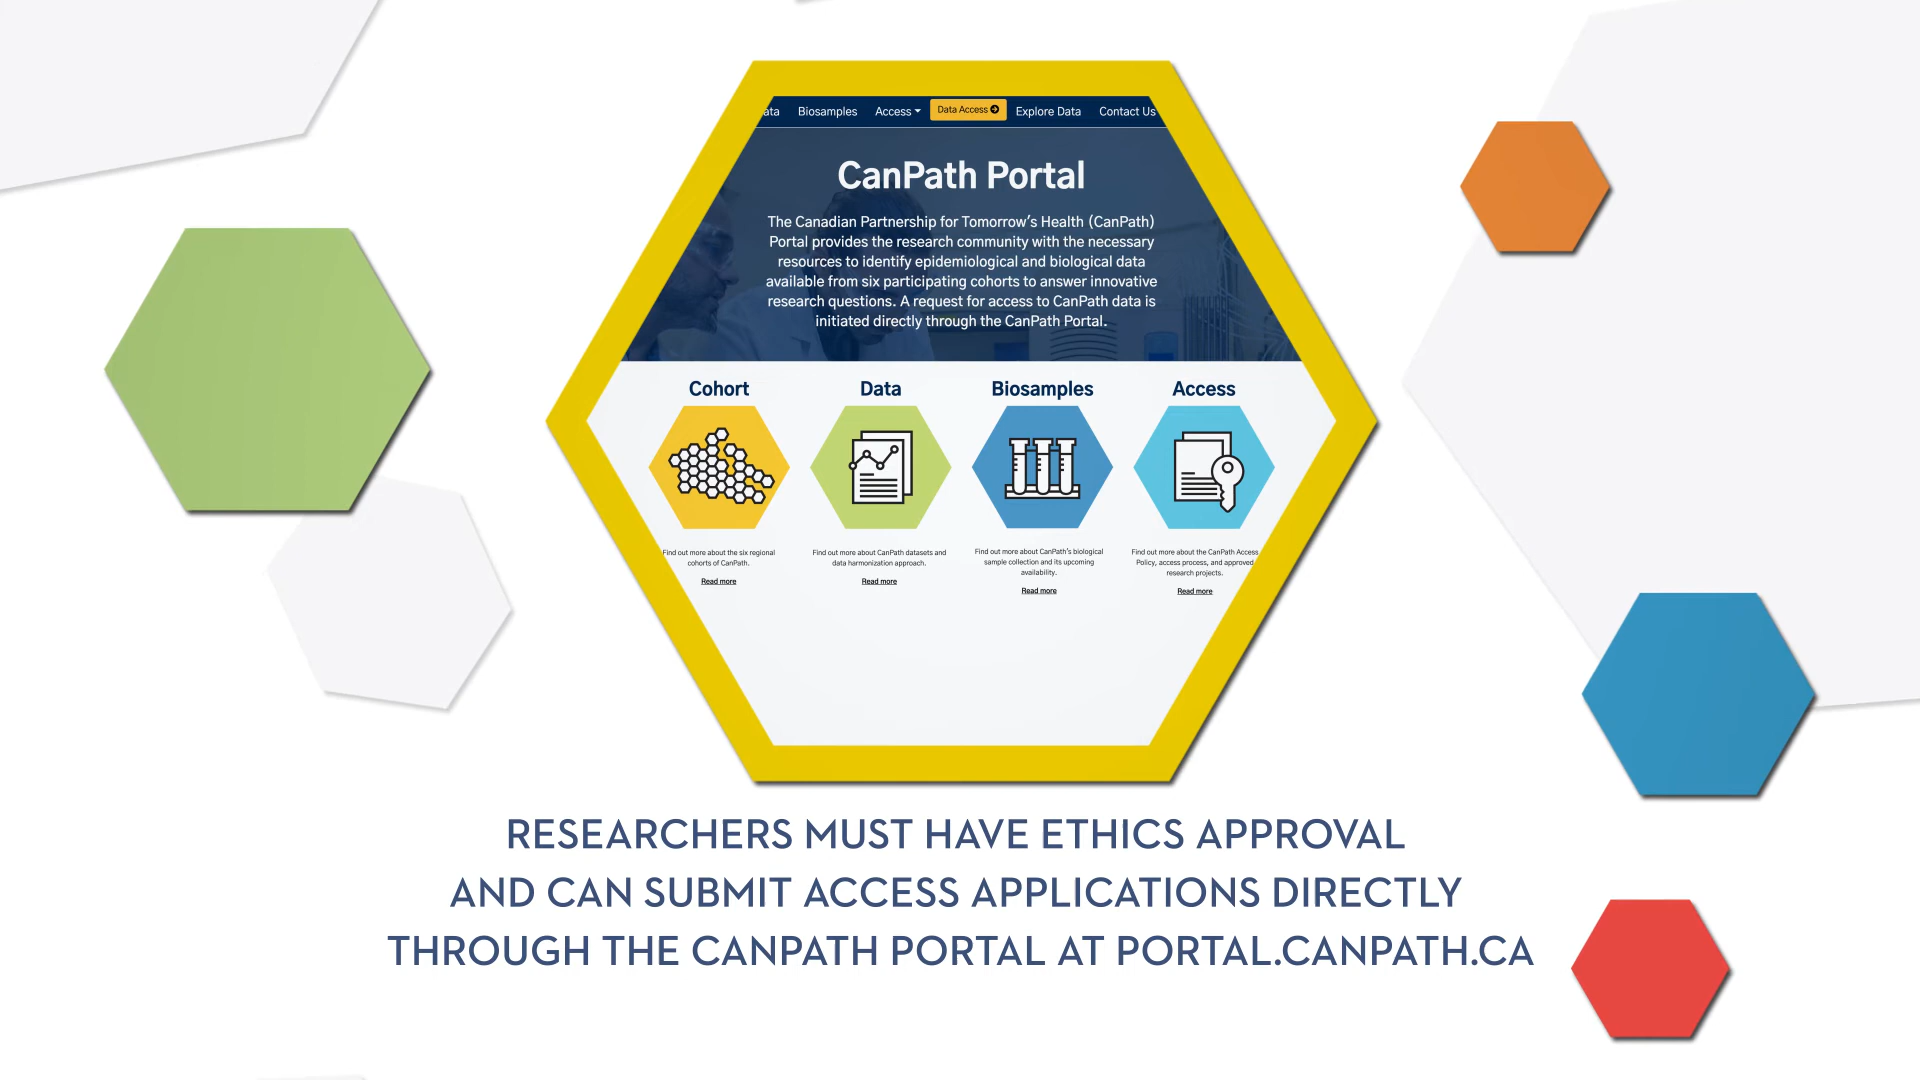 Biosamples Access Data Access Explore Data Contact Us
CanPath Portal
The Canadian Partnership for Tomorrow's Health (CanPath)
Portal provides the research community with the necessary
resources to identify epidemiological and biological data
available from six participating cohorts to answer innovative
research questions. A request for access to CanPath data is
initiated directly through the CanPath Portal.
Cohort
Find out more about the six regional
cohorts of CanPath.
Read more
Data
Find out more about CanPath datasets and
data harmonization approach.
Read more
Biosamples
Find out more about CanPath's biological
sample collection and its upcoming
availability.
Read more
Access
Find out more about the CanPath Access
Policy, access process, and approved
research projects.
Read more
RESEARCHERS MUST HAVE ETHICS APPROVAL
AND CAN SUBMIT ACCESS APPLICATIONS DIRECTLY
THROUGH THE CANPATH PORTAL AT PORTAL.CANPATH.CA